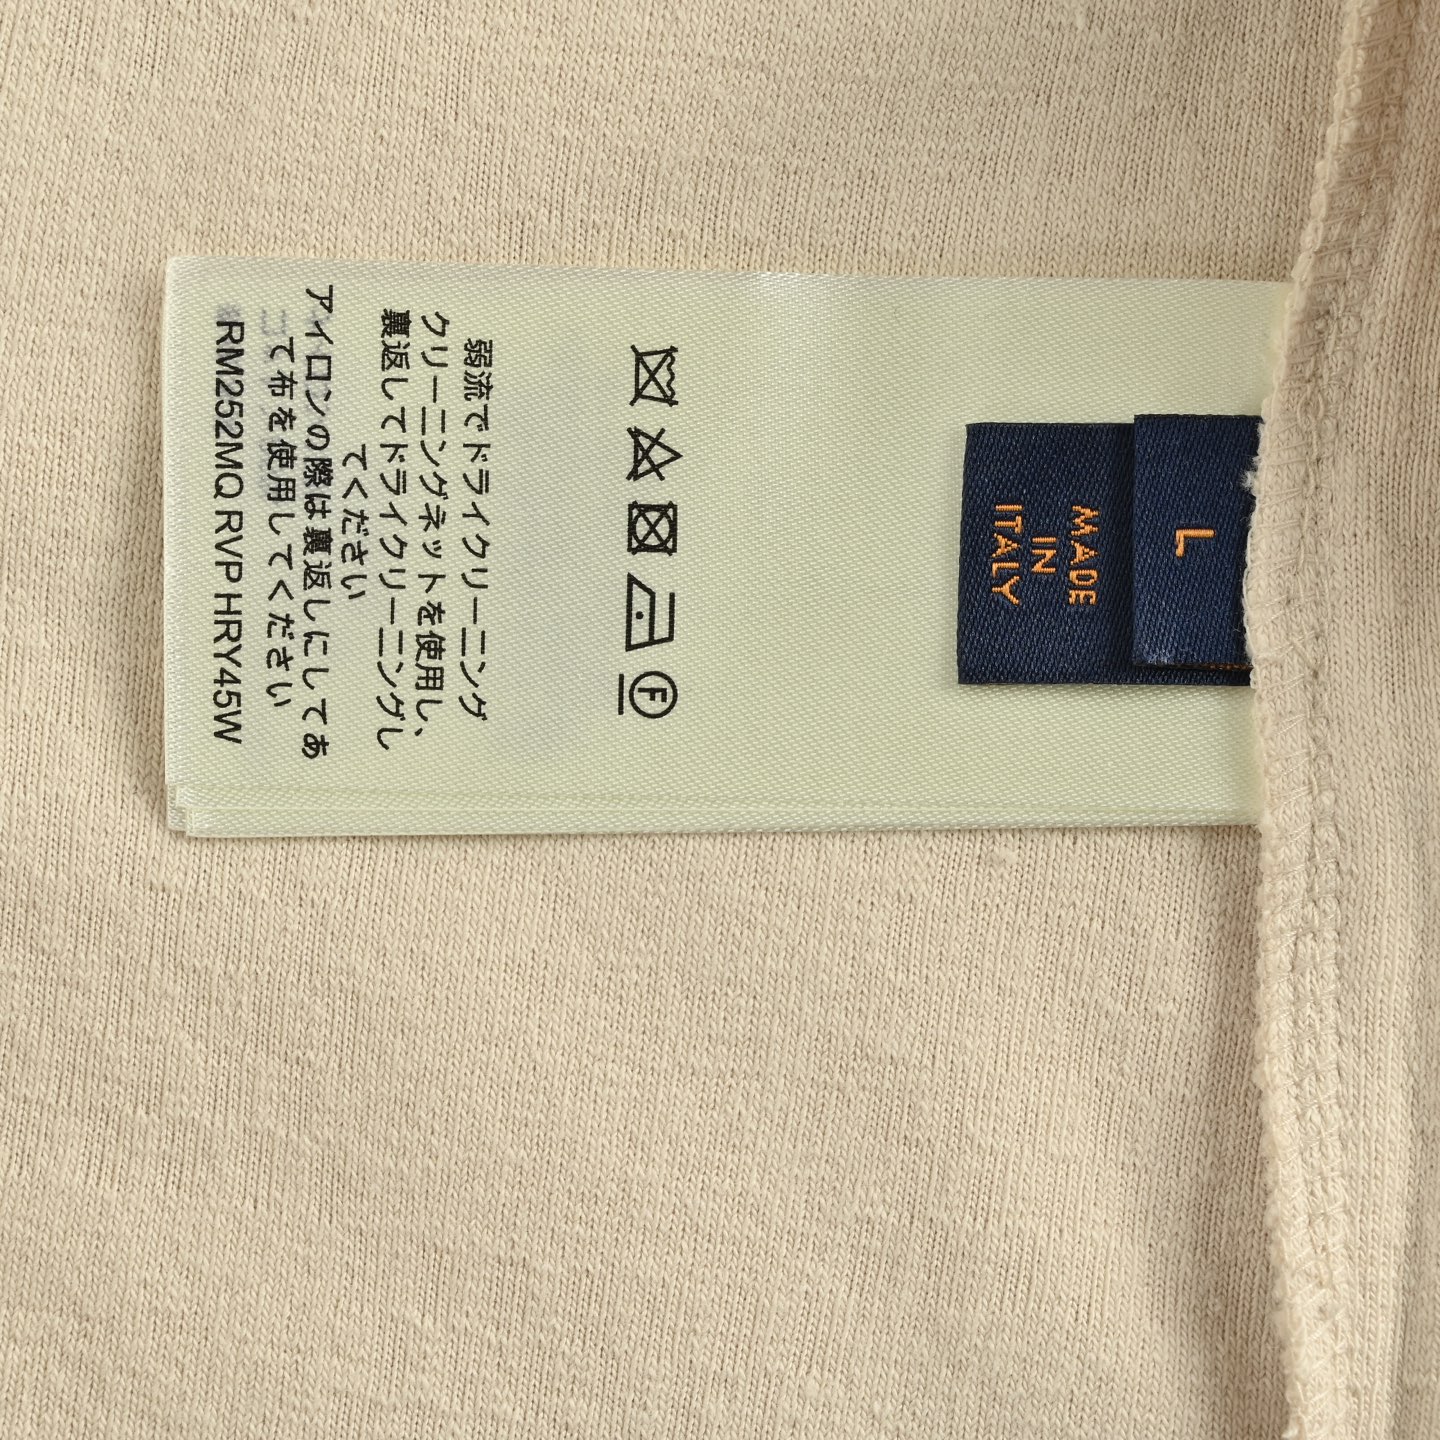 L
MADE
IN
ITALY
F
弱流でドライクリーニング
クリーニングネットを使用し、
裏返してドライクリーニングし
てください
アイロンの際は裏返しにしてあ
て布を使用してください
RM252MQ RVP HRY45W